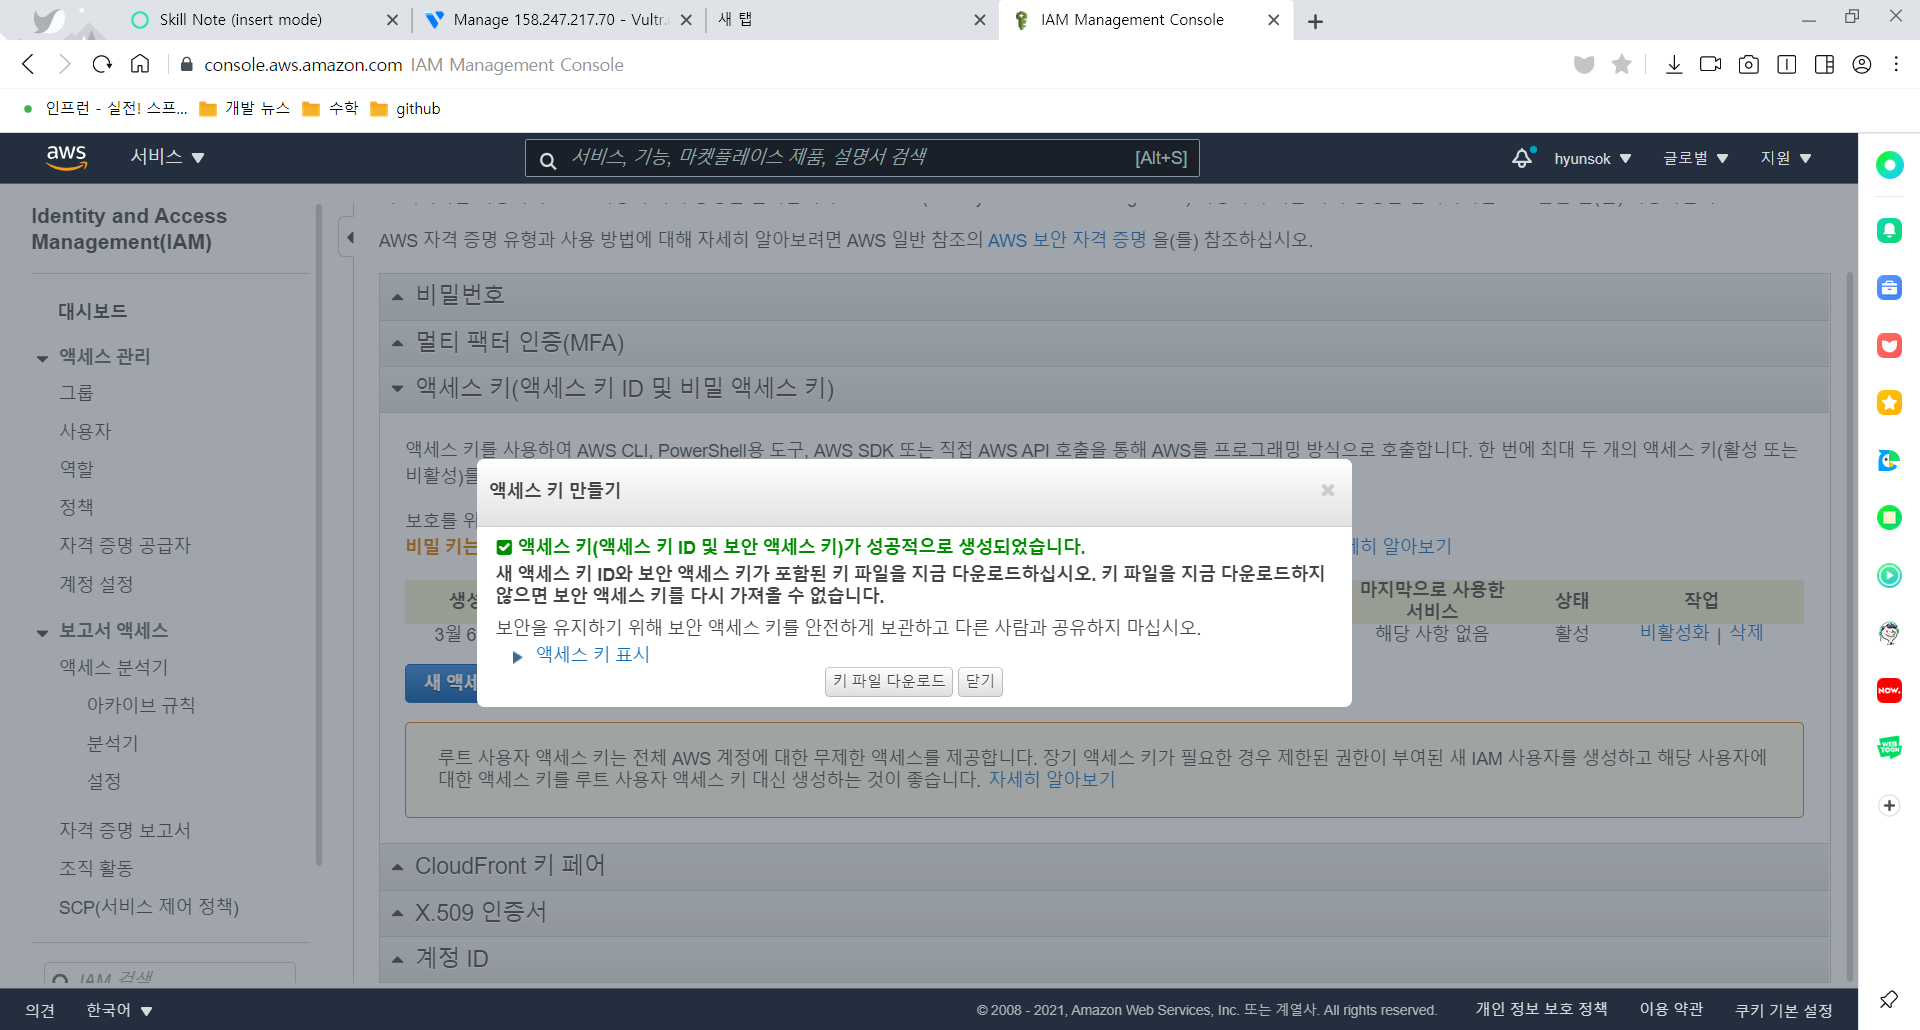 Skill Note (insert mode)
Manage 158.247.217.70 - Vultr.c
새 탭
IAM Management Console
console.aws.amazon.com IAM Management Console
인프런 - 실전! 스프...
개발 뉴스
수학
github
aws
서비스
서비스, 기능, 마켓플레이스 제품, 설명서 검색
[Alt+S]
hyunsok
글로벌
지원
Identity and Access
Management(IAM)
대시보드
액세스 관리
그룹
사용자
역할
정책
자격 증명 공급자
계정 설정
보고서 액세스
액세스 분석기
아카이브 규칙
분석기
설정
자격 증명 보고서
조직 활동
SCP(서비스 제어 정책)
IAM 검색
AWS 자격 증명 유형과 사용 방법에 대해 자세히 알아보려면 AWS 일반 참조의 AWS 보안 자격 증명 을(를) 참조하십시오.
비밀번호
멀티 팩터 인증(MFA)
액세스 키(액세스 키 ID 및 비밀 액세스 키)
액세스 키를 사용하여 AWS CLI, PowerShell용 도구, AWS SDK 또는 직접 AWS API 호출을 통해 AWS를 프로그래밍 방식으로 호출합니다. 한 번에 최대 두 개의 액세스 키(활성 또는
비활성)를
보호를 위
비밀 키는
세히 알아보기
생성
마지막으로 사용한
서비스
상태
작업
3월 6
해당 사항 없음
활성
비활성화 | 삭제
새 액세
액세스 키 만들기
액세스 키(액세스 키 ID 및 보안 액세스 키)가 성공적으로 생성되었습니다.
새 액세스 키 ID와 보안 액세스 키가 포함된 키 파일을 지금 다운로드하십시오. 키 파일을 지금 다운로드하지
않으면 보안 액세스 키를 다시 가져올 수 없습니다.
보안을 유지하기 위해 보안 액세스 키를 안전하게 보관하고 다른 사람과 공유하지 마십시오.
액세스 키 표시
키 파일 다운로드
닫기
루트 사용자 액세스 키는 전체 AWS 계정에 대한 무제한 액세스를 제공합니다. 장기 액세스 키가 필요한 경우 제한된 권한이 부여된 새 IAM 사용자를 생성하고 해당 사용자에
대한 액세스 키를 루트 사용자 액세스 키 대신 생성하는 것이 좋습니다. 자세히 알아보기
CloudFront 키 페어
X.509 인증서
계정 ID
NOW.
WEB
TOON
의견
한국어
© 2008 - 2021, Amazon Web Services, Inc. 또는 계열사. All rights reserved.
개인 정보 보호 정책
이용 약관
쿠키 기본 설정